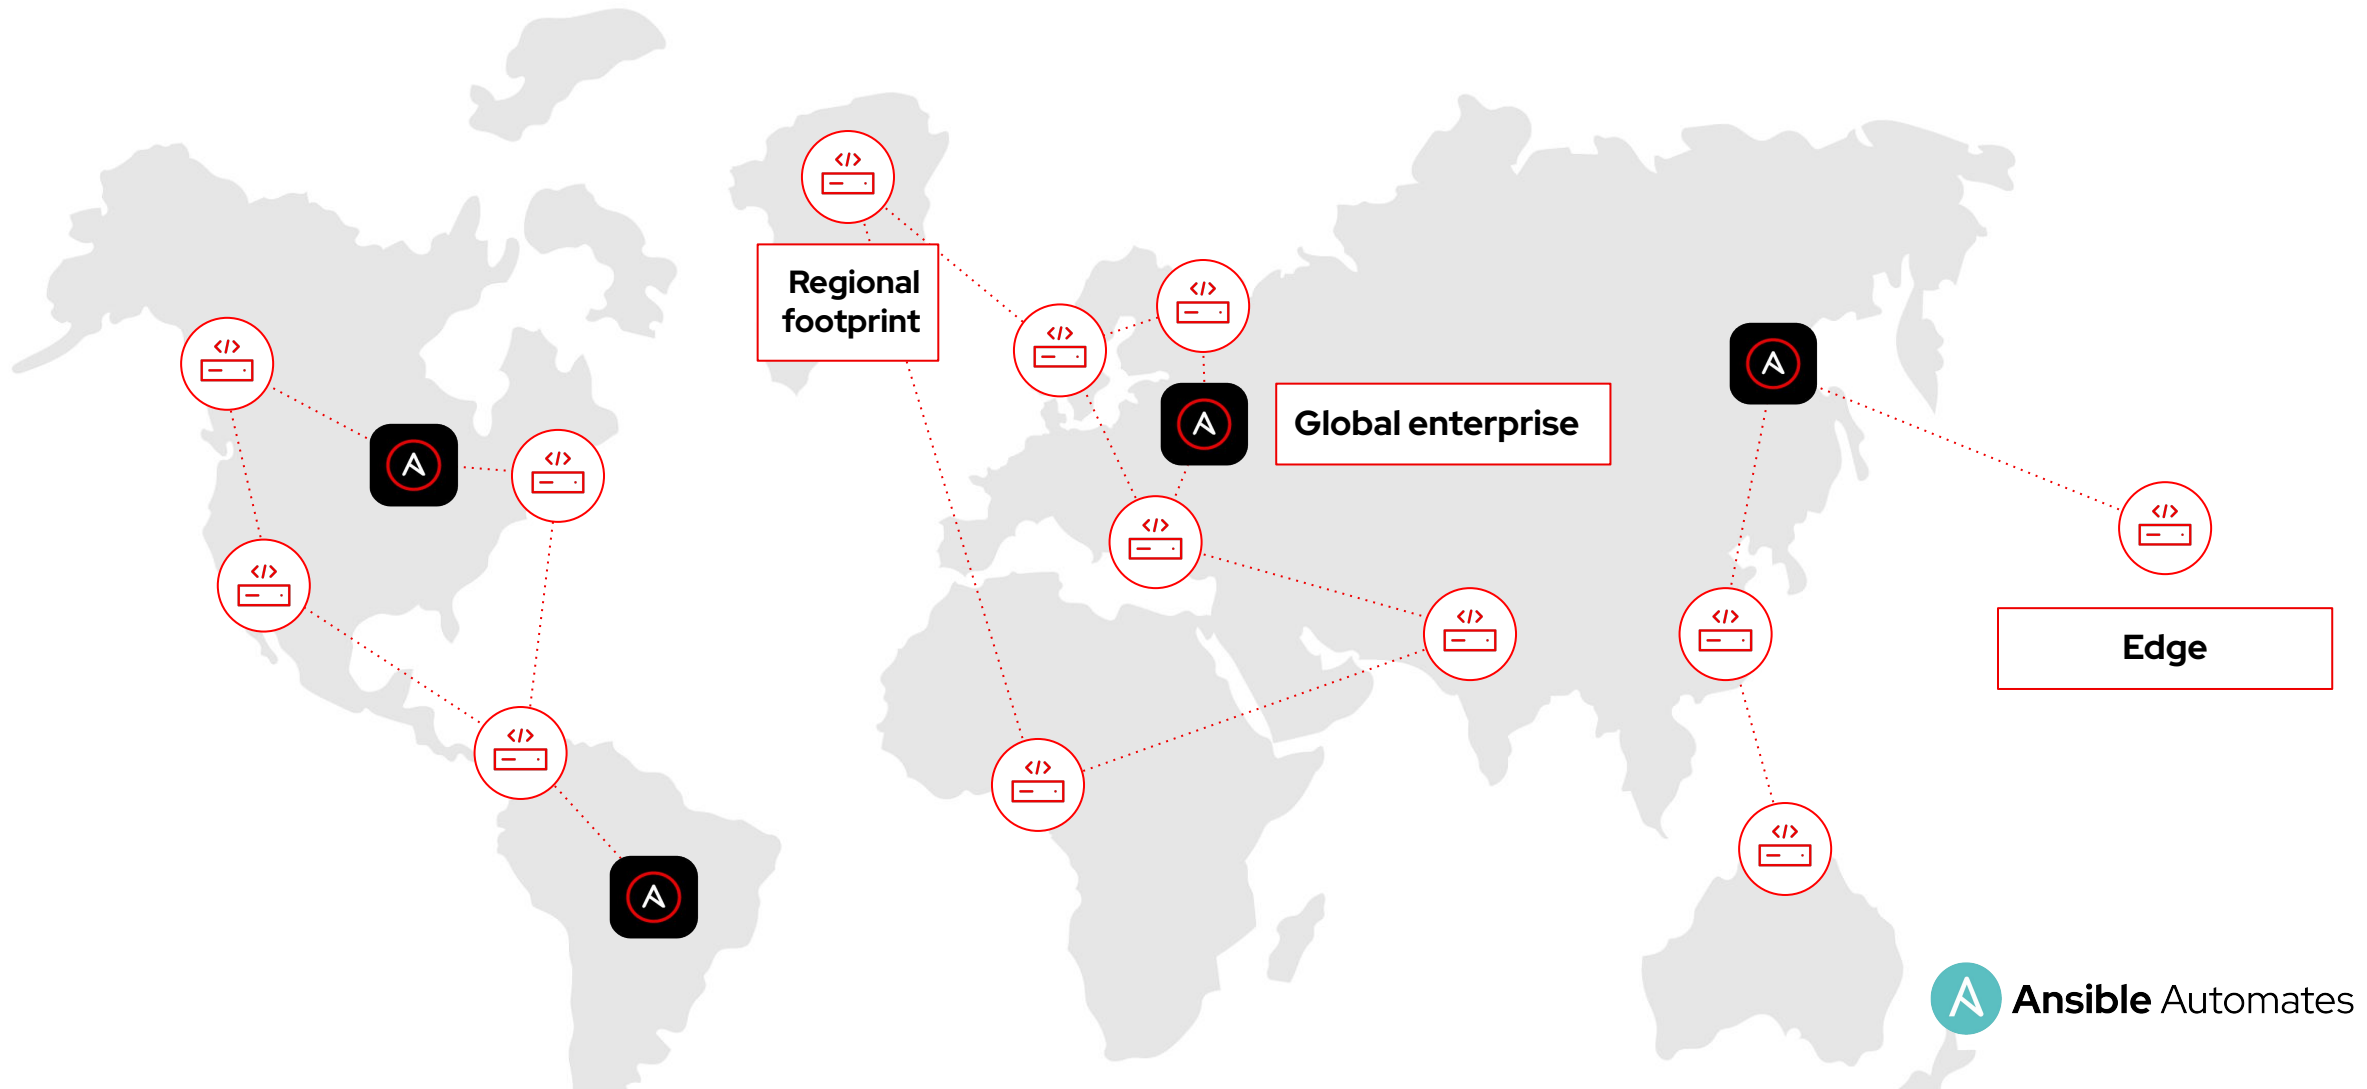 </>
Regional
footprint
</>
</>
</>
</>
Global enterprise
</>
</>
</>
</>
Edge
</>
</>
</>
</>
</>
Ansible Automates